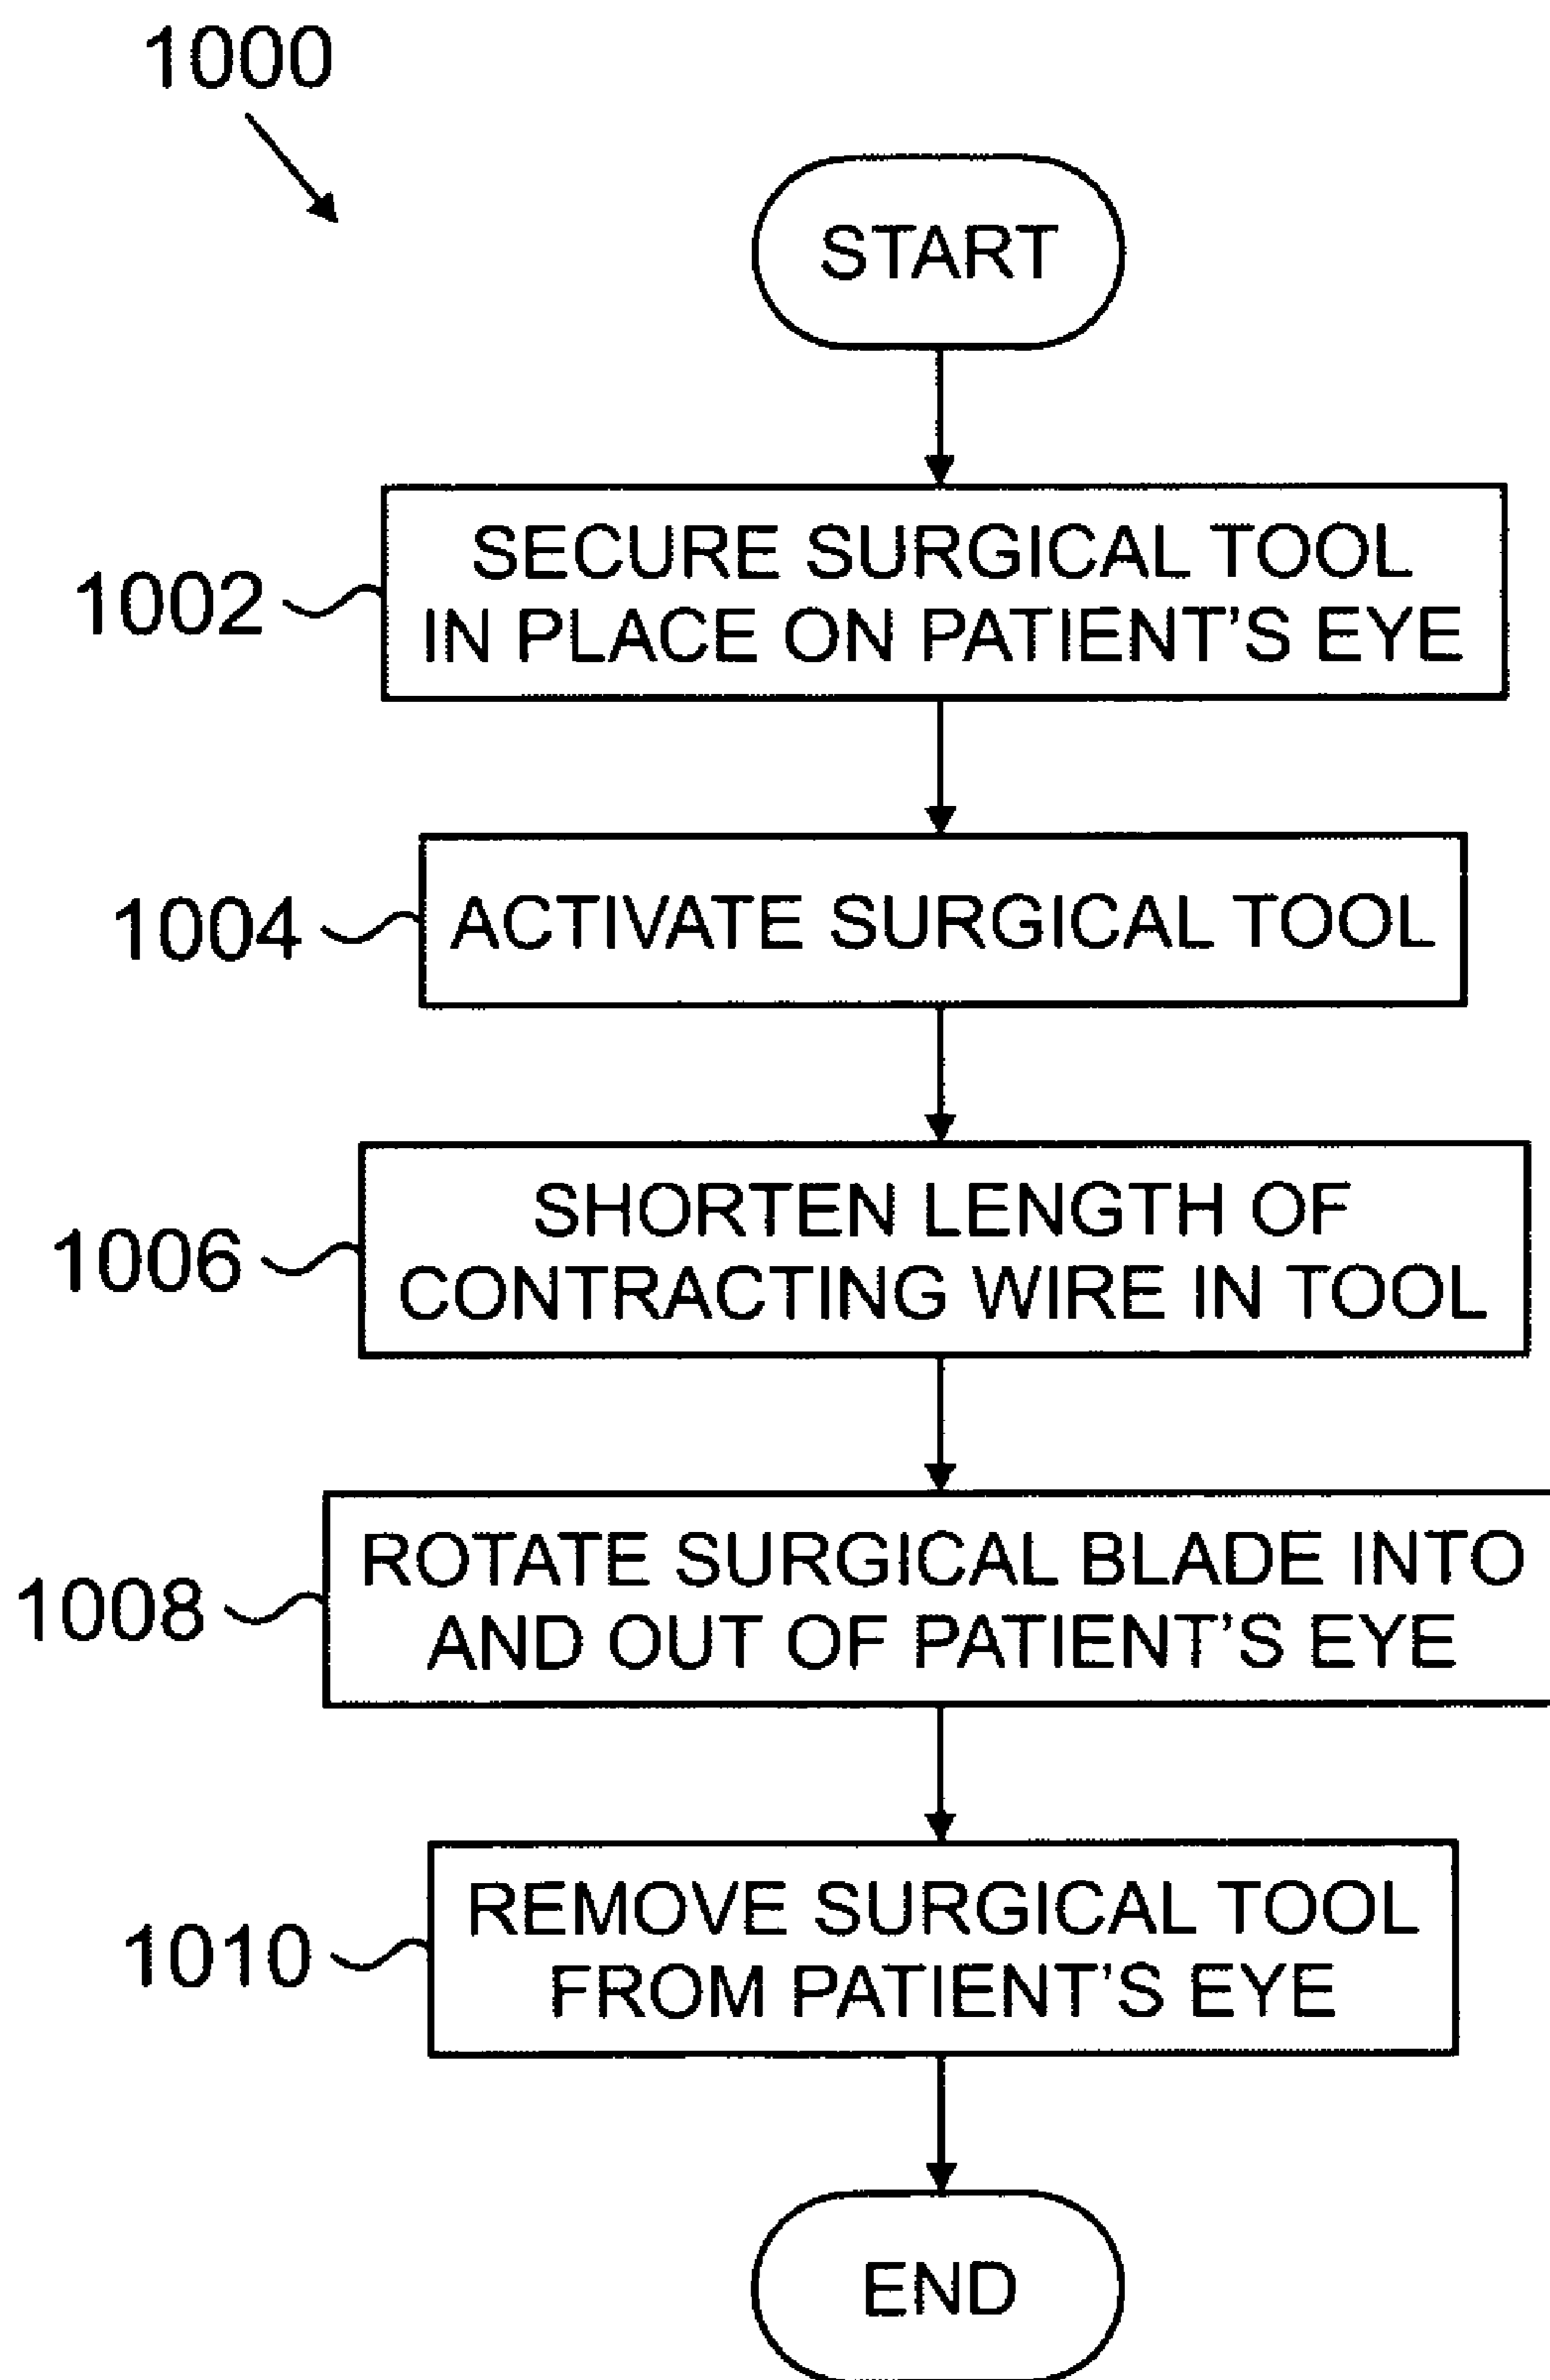 1000
START
1002
SECURE SURGICAL TOOL
IN PLACE ON PATIENT'S EYE
1004
ACTIVATE SURGICAL TOOL
1006
SHORTEN LENGTH OF
CONTRACTING WIRE IN TOOL
1008
ROTATE SURGICAL BLADE INTO
AND OUT OF PATIENT'S EYE
1010
REMOVE SURGICAL TOOL
FROM PATIENT'S EYE
END